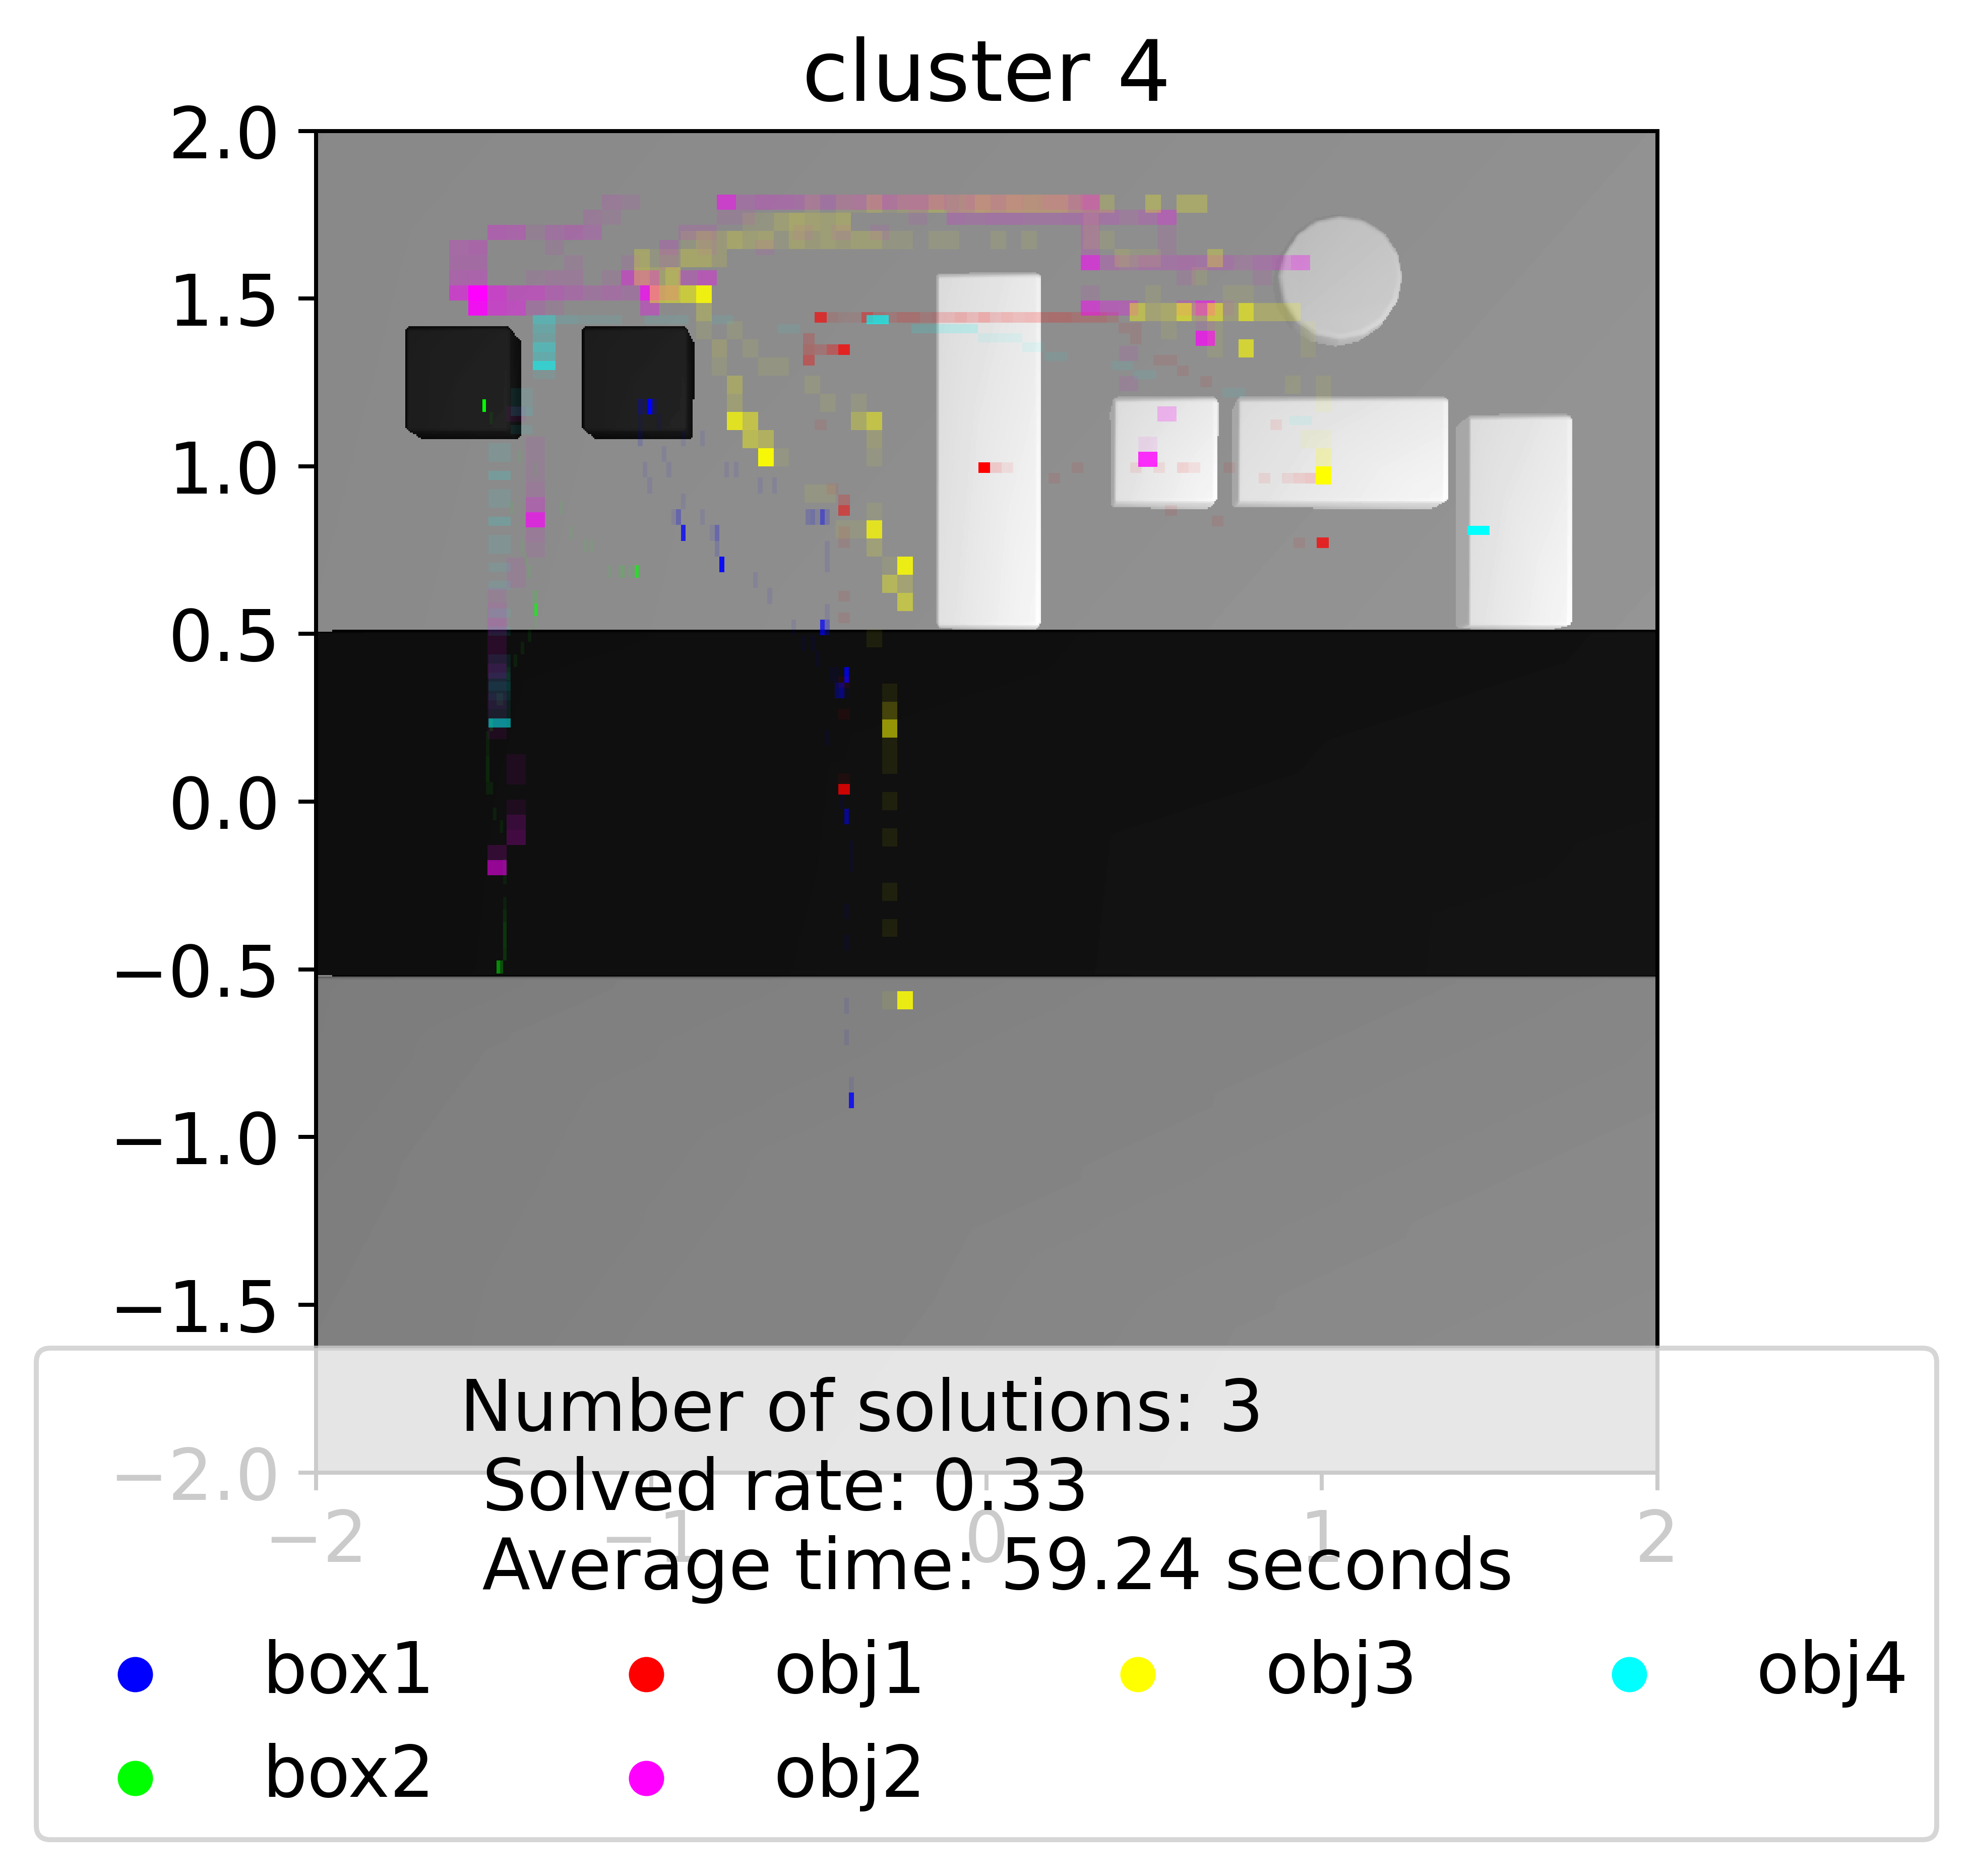 cluster 4
2.0
1.5
1.0
0.5
0.0
−0.5
−1.0
−1.5
−2.0
−2 −1 0 1 2
Number of solutions: 3
Solved rate: 0.33
Average time: 59.24 seconds
box1 obj1 obj3 obj4
box2 obj2